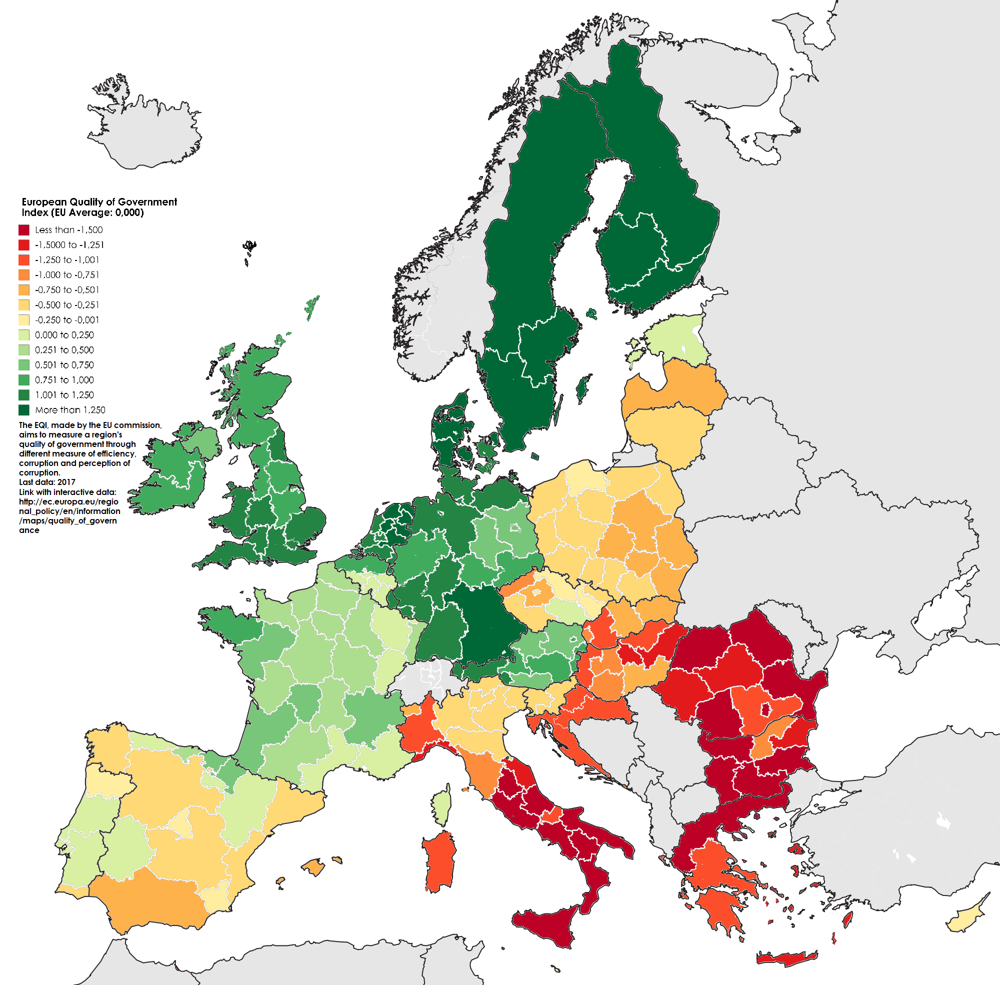 European Quality of Government
Index (EU Average: 0,000)
Less than -1,500
-1,5000 to -1,251
-1,250 to -1,001
-1,000 to -0,751
-0,750 to -0,501
-0,500 to -0,251
-0,250 to -0,001
0,000 to 0,250
0,251 to 0,500
0,501 to 0,750
0,751 to 1,000
1,001 to 1,250
More than 1,250
The EQI, made by the EU commission,
aims to measure a region's
quality of government through
different measure of efficiency,
corruption and perception of
corruption.
Last data: 2017
Link with interactive data:
http://ec.europa.eu/regio
nal_policy/en/information
/maps/quality_of_govern
ance